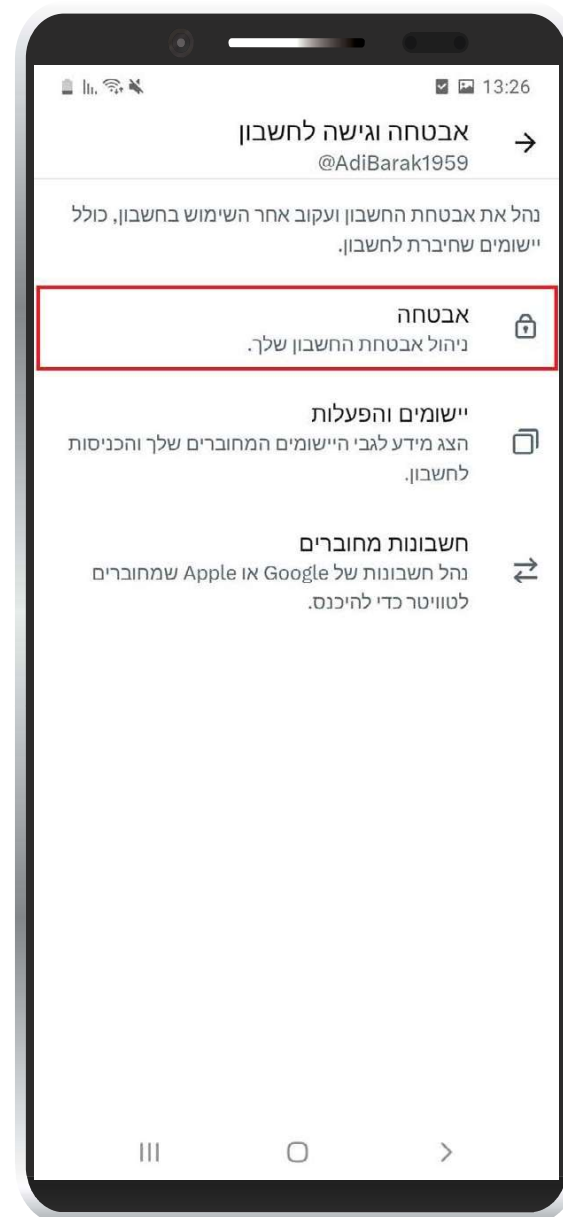 13:26
אבטחה וגישה לחשבון
@AdiBarak1959
נהל את אבטחת החשבון ועקוב אחר השימוש בחשבון, כולל
יישומים שחיברת לחשבון.
אבטחה
ניהול אבטחת החשבון שלך.
יישומים והפעלות
הצג מידע לגבי היישומים המחוברים שלך והכניסות
לחשבון.
חשבונות מחוברים
נהל חשבונות של Google או Apple שמחוברים
לטוויטר כדי להיכנס.